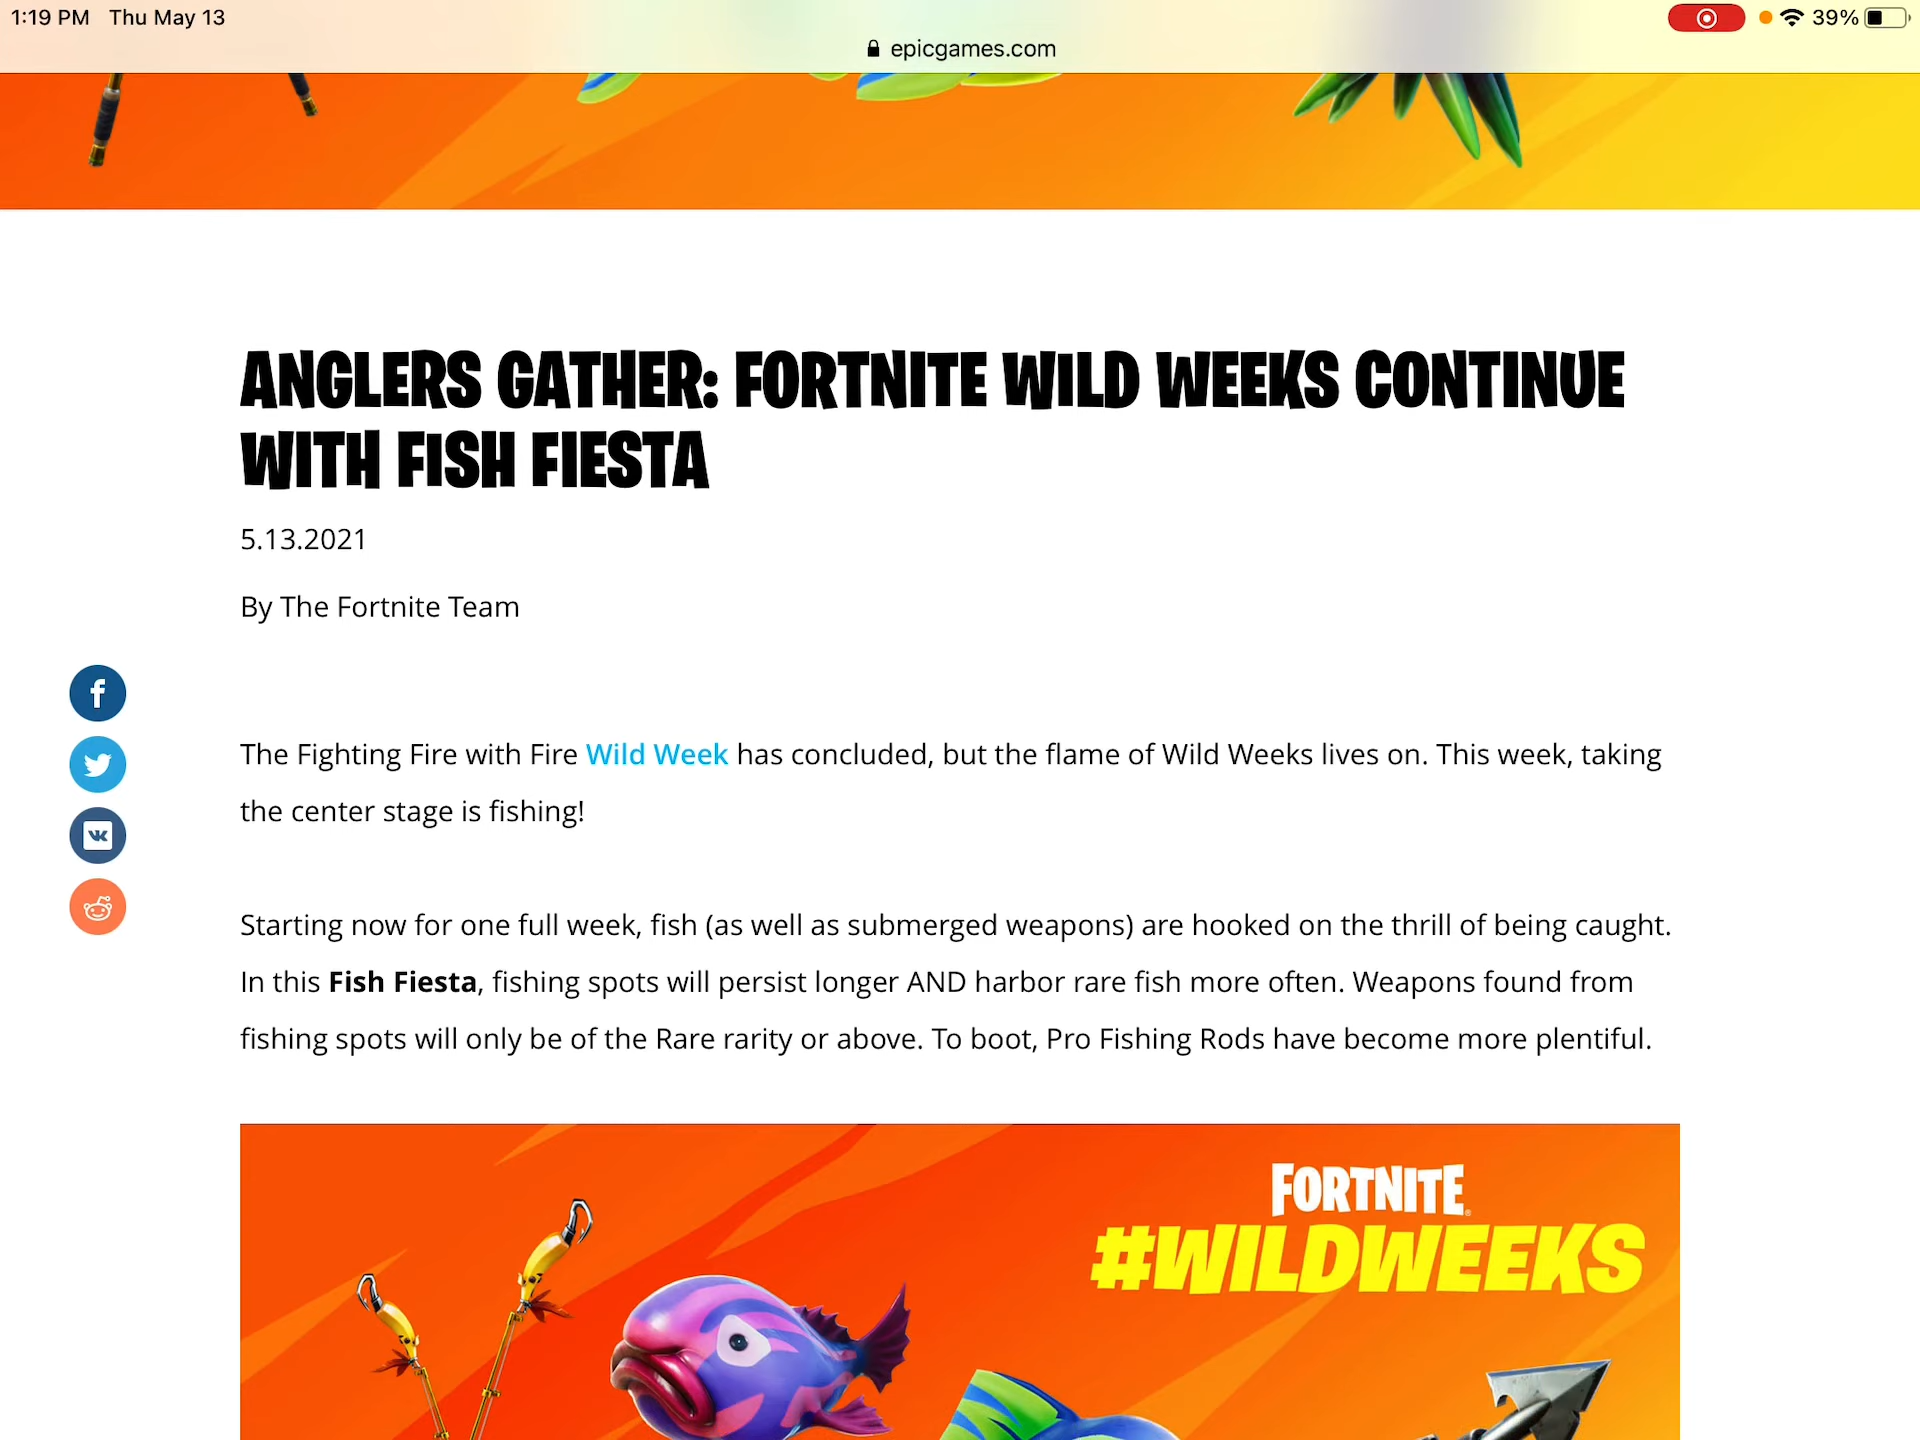 1:19 PM Thu May 13
39%
epicgames.com
ANGLERS GATHER: FORTNITE WILD WEEKS CONTINUE
WITH FISH FIESTA
5.13.2021
By The Fortnite Team
The Fighting Fire with Fire Wild Week has concluded, but the flame of Wild Weeks lives on. This week, taking
the center stage is fishing!
Starting now for one full week, fish (as well as submerged weapons) are hooked on the thrill of being caught.
In this Fish Fiesta, fishing spots will persist longer AND harbor rare fish more often. Weapons found from
fishing spots will only be of the Rare rarity or above. To boot, Pro Fishing Rods have become more plentiful.
FORTNITE
#WILDWEEKS